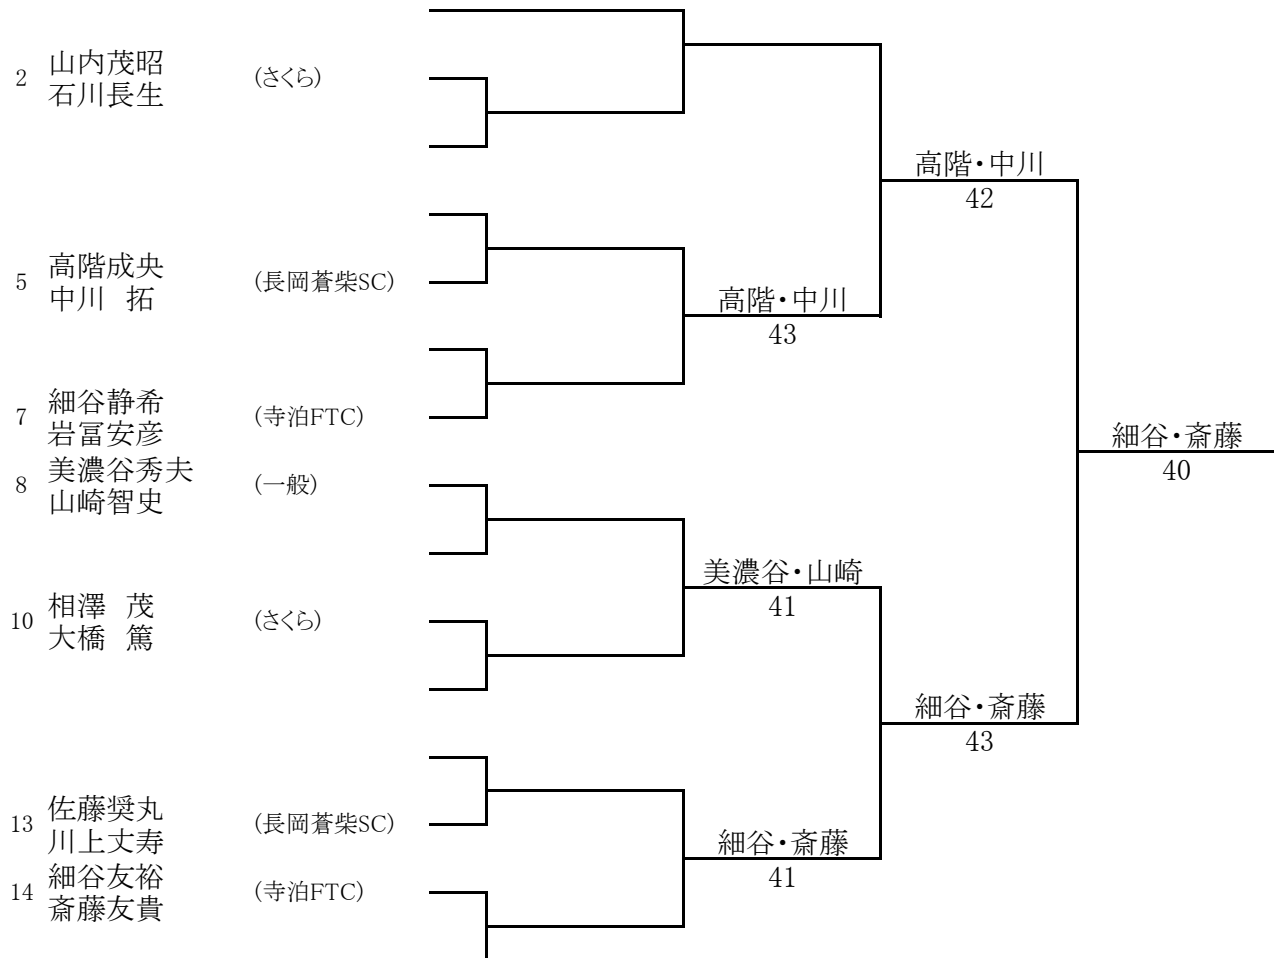 2 山内茂昭 (さくら)
石川長生
高階・中川
42
5 高階成央 (長岡蒼柴SC)
中川 拓
高階・中川
43
7 細谷静希 (寺泊FTC)
岩冨安彦
細谷・斎藤
40
8 美濃谷秀夫 (一般)
山崎智史
美濃谷・山崎
41
10 相澤 茂 (さくら)
大橋 篤
細谷・斎藤
43
13 佐藤奨丸 (長岡蒼柴SC)
川上丈寿
細谷・斎藤
41
14 細谷友裕 (寺泊FTC)
斎藤友貴